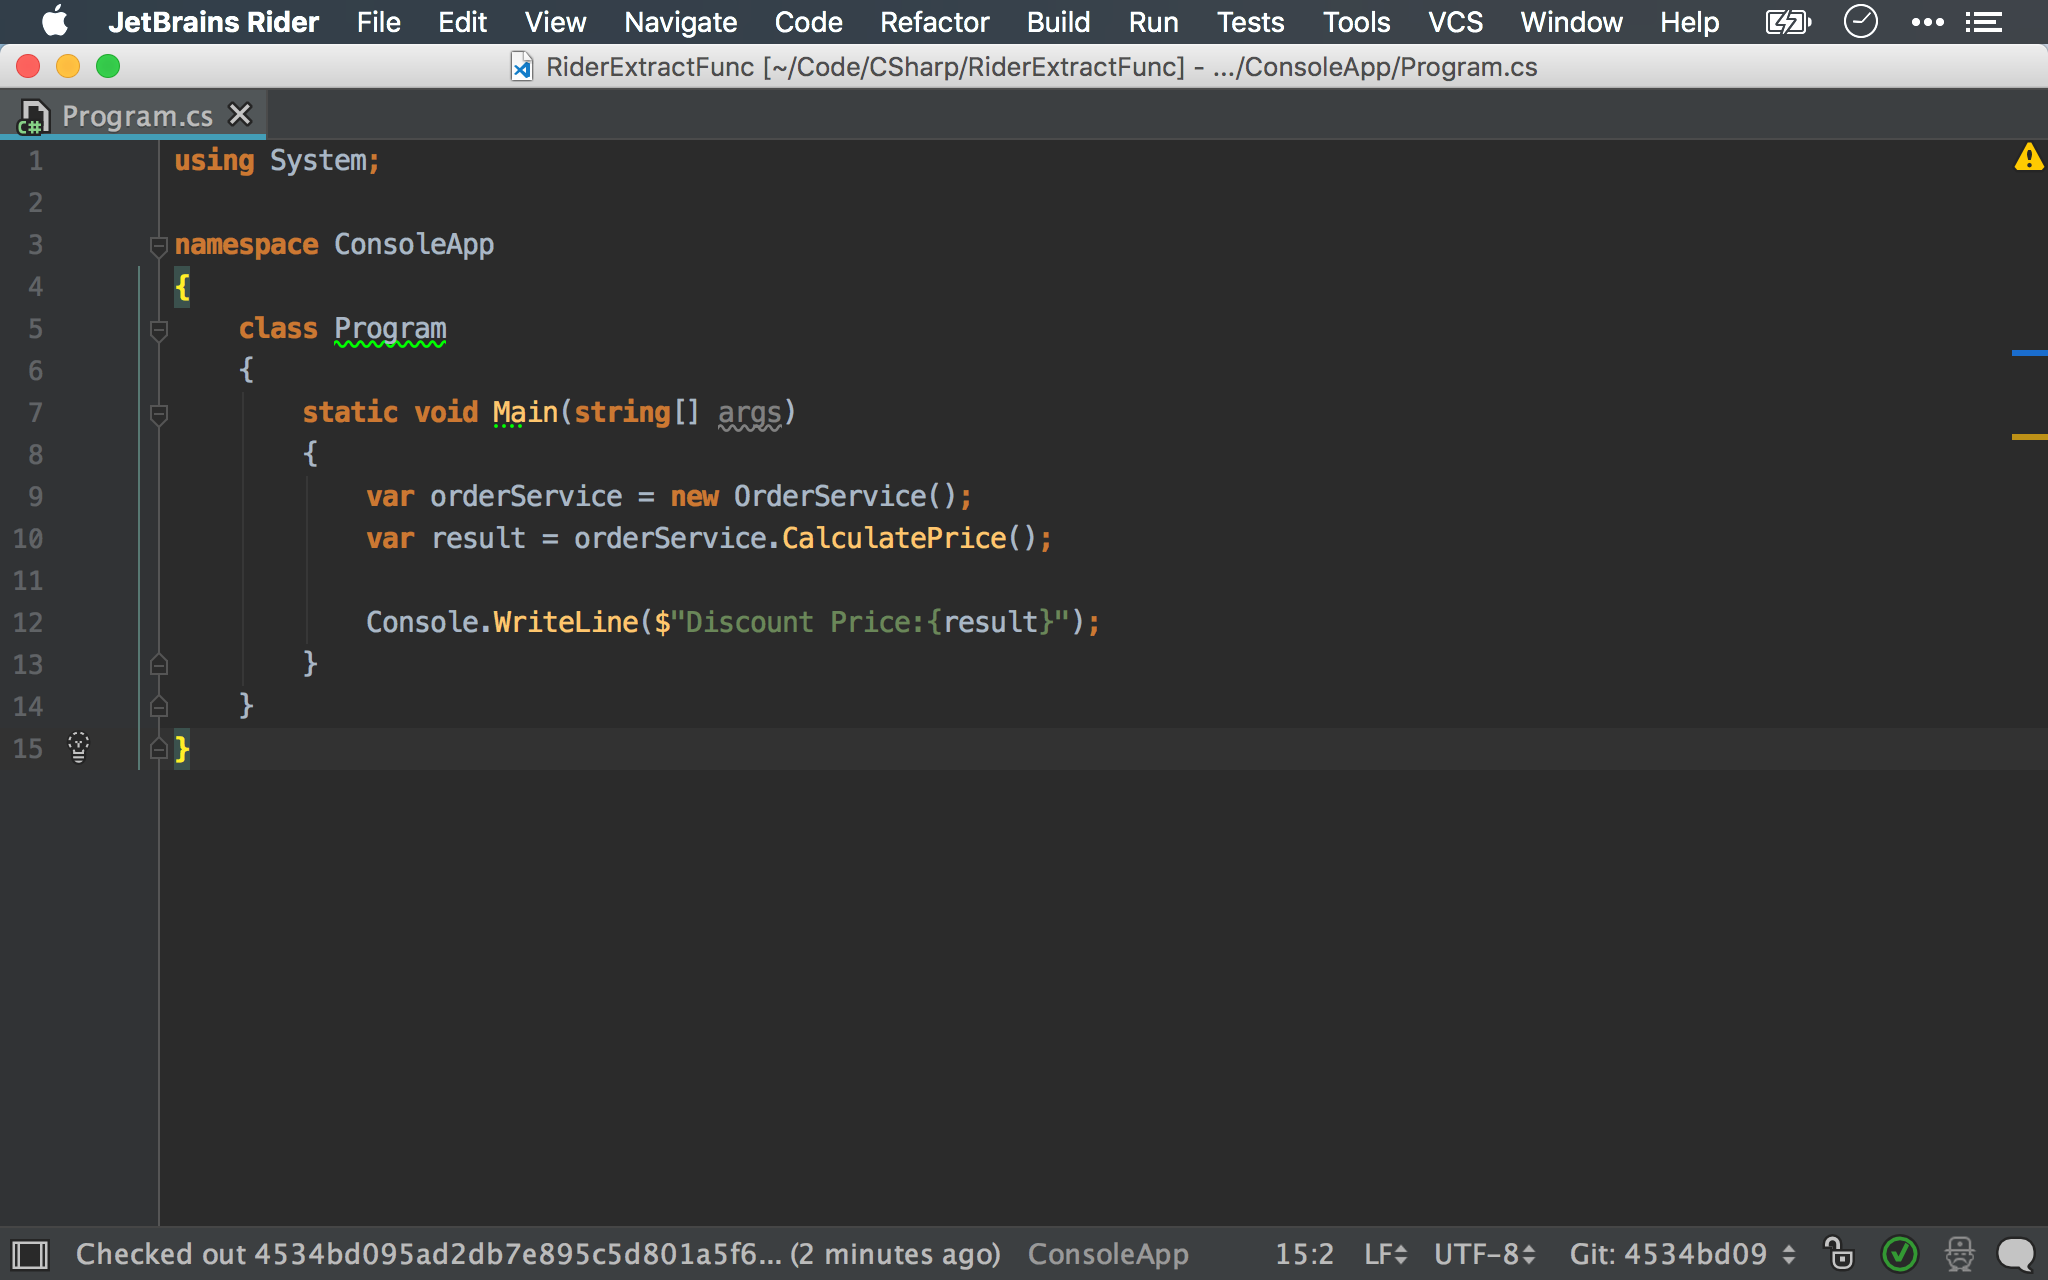 JetBrains Rider File Edit View Navigate Code Refactor Build Run Tests Tools VCS Window Help
RiderExtractFunc [~/Code/CSharp/RiderExtractFunc] - .../ConsoleApp/Program.cs
C# Program.cs
1 using System;
2
3 namespace ConsoleApp
4 {
5     class Program
6     {
7         static void Main(string[] args)
8         {
9             var orderService = new OrderService();
10             var result = orderService.CalculatePrice();
11
12             Console.WriteLine($"Discount Price:{result}");
13         }
14     }
15 }
Checked out 4534bd095ad2db7e895c5d801a5f6... (2 minutes ago) ConsoleApp 15:2 LF UTF-8 Git: 4534bd09